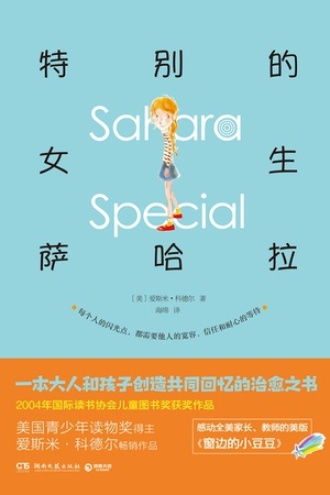 特别的
Sahara
女生
Special
萨哈拉
[美] 爱斯米·科德尔 著
海绵 译
每个人的闪光点，都需要他人的宽容、信任和耐心的等待
一本大人和孩子创造共同回忆的治愈之书
2004年国际读书协会儿童图书奖获奖作品
美国青少年读物奖得主
爱斯米·科德尔畅销作品
感动全美家长、教师的美版
《窗边的小豆豆》
湖南文艺出版社
博集天卷